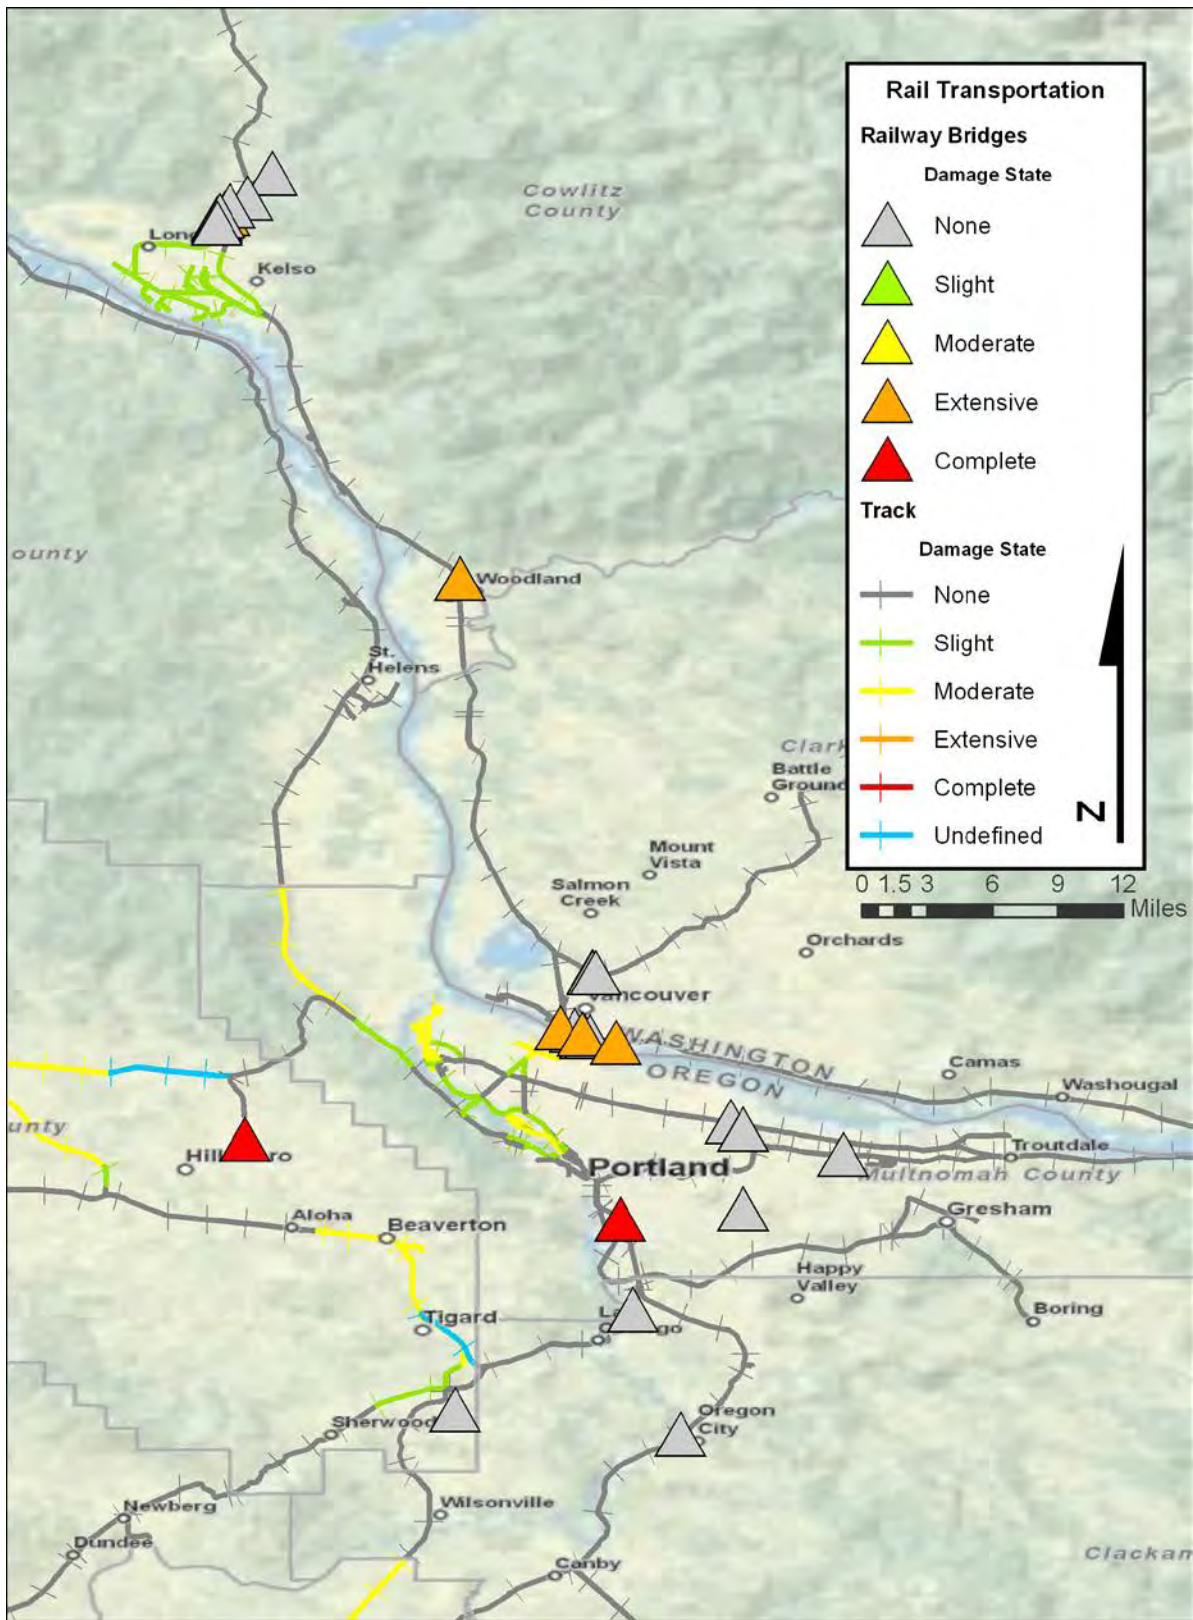 Rail Transportation
Railway Bridges
Damage State
None
Slight
Moderate
Extensive
Complete
Track
Damage State
None
Slight
Moderate
Extensive
Complete
Undefined
N
0 1.5 3 6 9 12
Miles
Cowlitz
County
Kelso
ounty
Woodland
St.
Helens
Clark
Battle
Ground
Mount
Vista
Salmon
Creek
Orchards
Vancouver
WASHINGTON
OREGON
Camas
Washougal
unty
Troutdale
Portland
Multnomah County
Gresham
Aloha
Beaverton
Happy
Valley
Boring
Tigard
Oregon
City
Sherwood
Newberg
Wilsonville
Dundee
Canby
Clackam